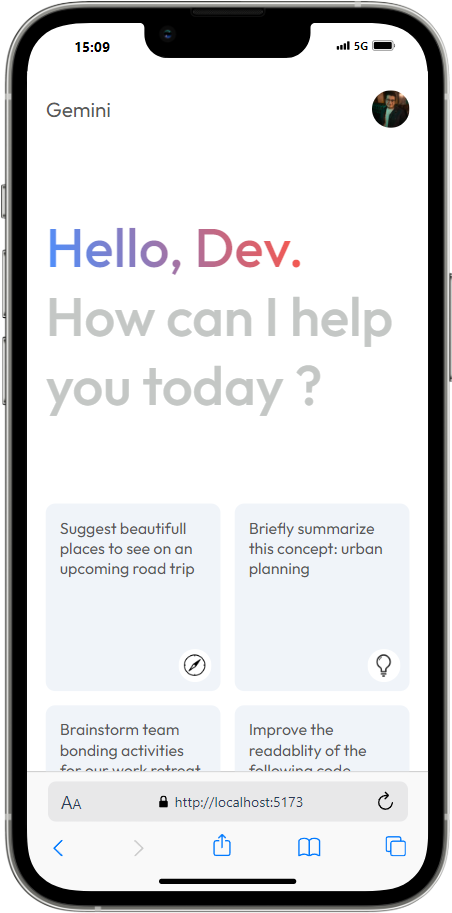 15:09
5G
Gemini
Hello, Dev.
How can I help
you today ?
Suggest beautifull
places to see on an
upcoming road trip
Briefly summarize
this concept: urban
planning
Brainstorm team
bonding activities
for our work retreat
Improve the
readablity of the
following code
AA
http://localhost:5173